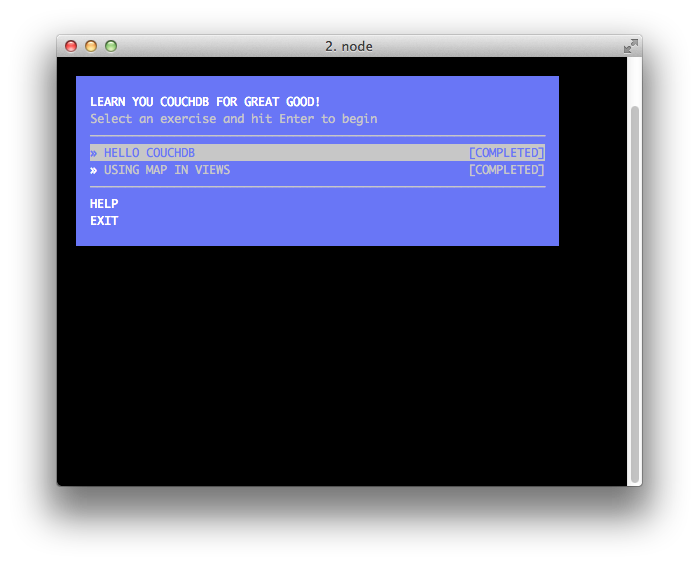 2. node
LEARN YOU COUCHDB FOR GREAT GOOD!
Select an exercise and hit Enter to begin
» HELLO COUCHDB [COMPLETED]
» USING MAP IN VIEWS [COMPLETED]
HELP
EXIT